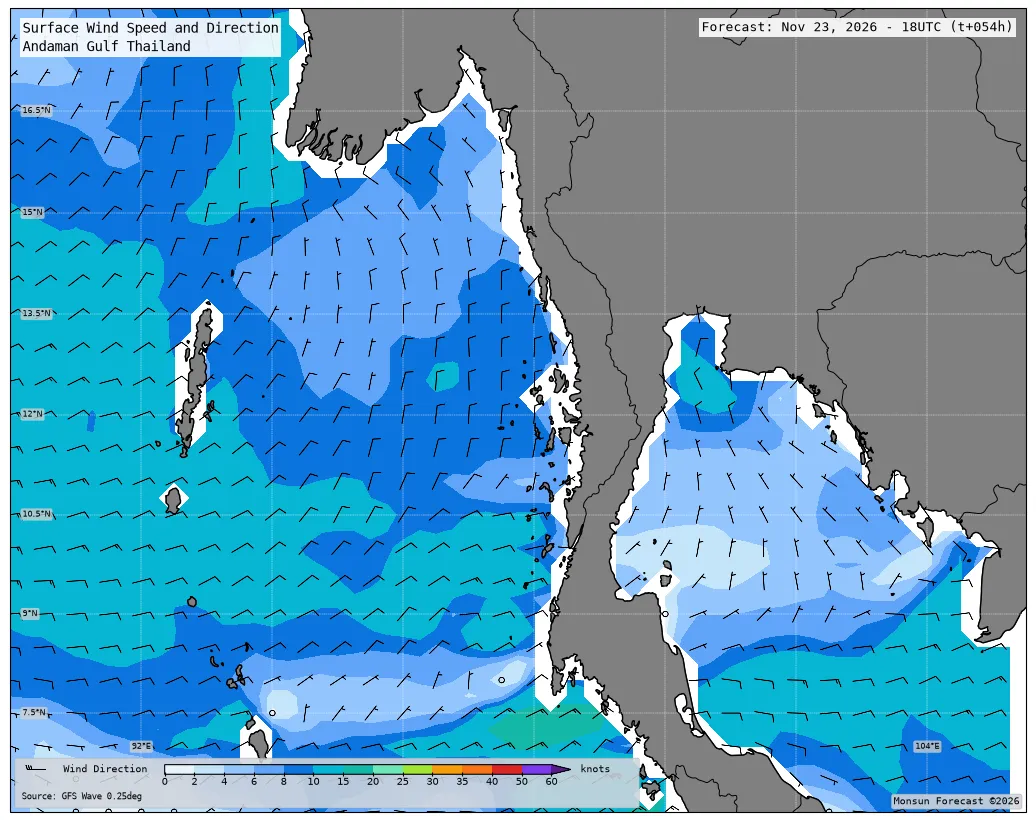 Surface Wind Speed and Direction
Andaman Gulf Thailand
Forecast: Nov 23, 2026 - 18UTC (t+054h)
16.5°N
15°N
13.5°N
12°N
10.5°N
9°N
7.5°N
92°E
104°E
Wind Direction
0 2 4 6 8 10 15 20 25 30 35 40 50 60
knots
Source: GFS Wave 0.25deg
Monsun Forecast ©2026